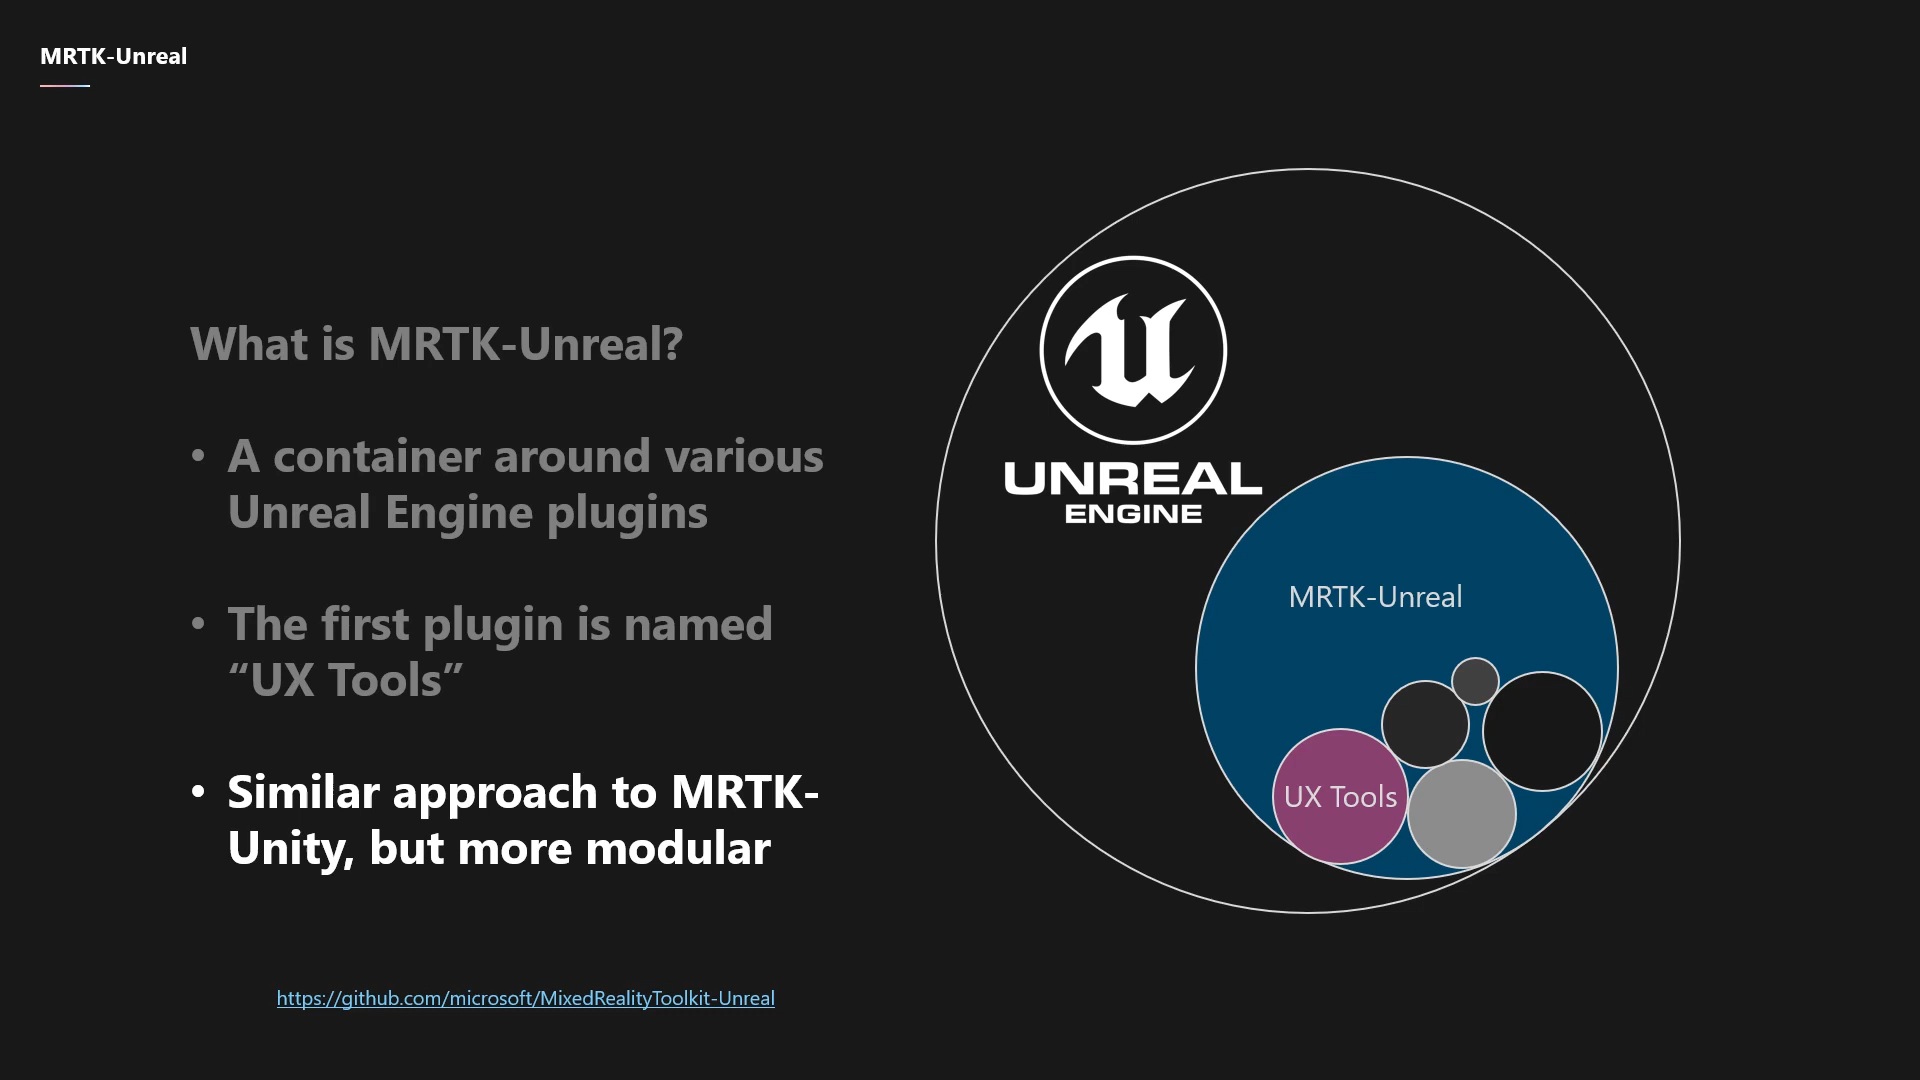 MRTK-Unreal
What is MRTK-Unreal?
• A container around various
Unreal Engine plugins
• The first plugin is named
“UX Tools”
• Similar approach to MRTK-
Unity, but more modular
https://github.com/microsoft/MixedRealityToolkit-Unreal
UNREAL
ENGINE
MRTK-Unreal
UX Tools